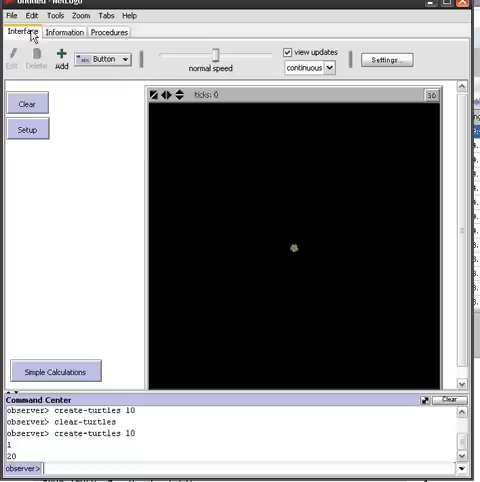 Untitled - NetLogo
File Edit Tools Zoom Tabs Help
Interface Information Procedures
Edit Delete Add abc Button normal speed view updates continuous Settings...
Clear
Setup
ticks: 0 3D
Simple Calculations
Command Center Clear
observer> create-turtles 10
observer> clear-turtles
observer> create-turtles 10
1
20
observer>